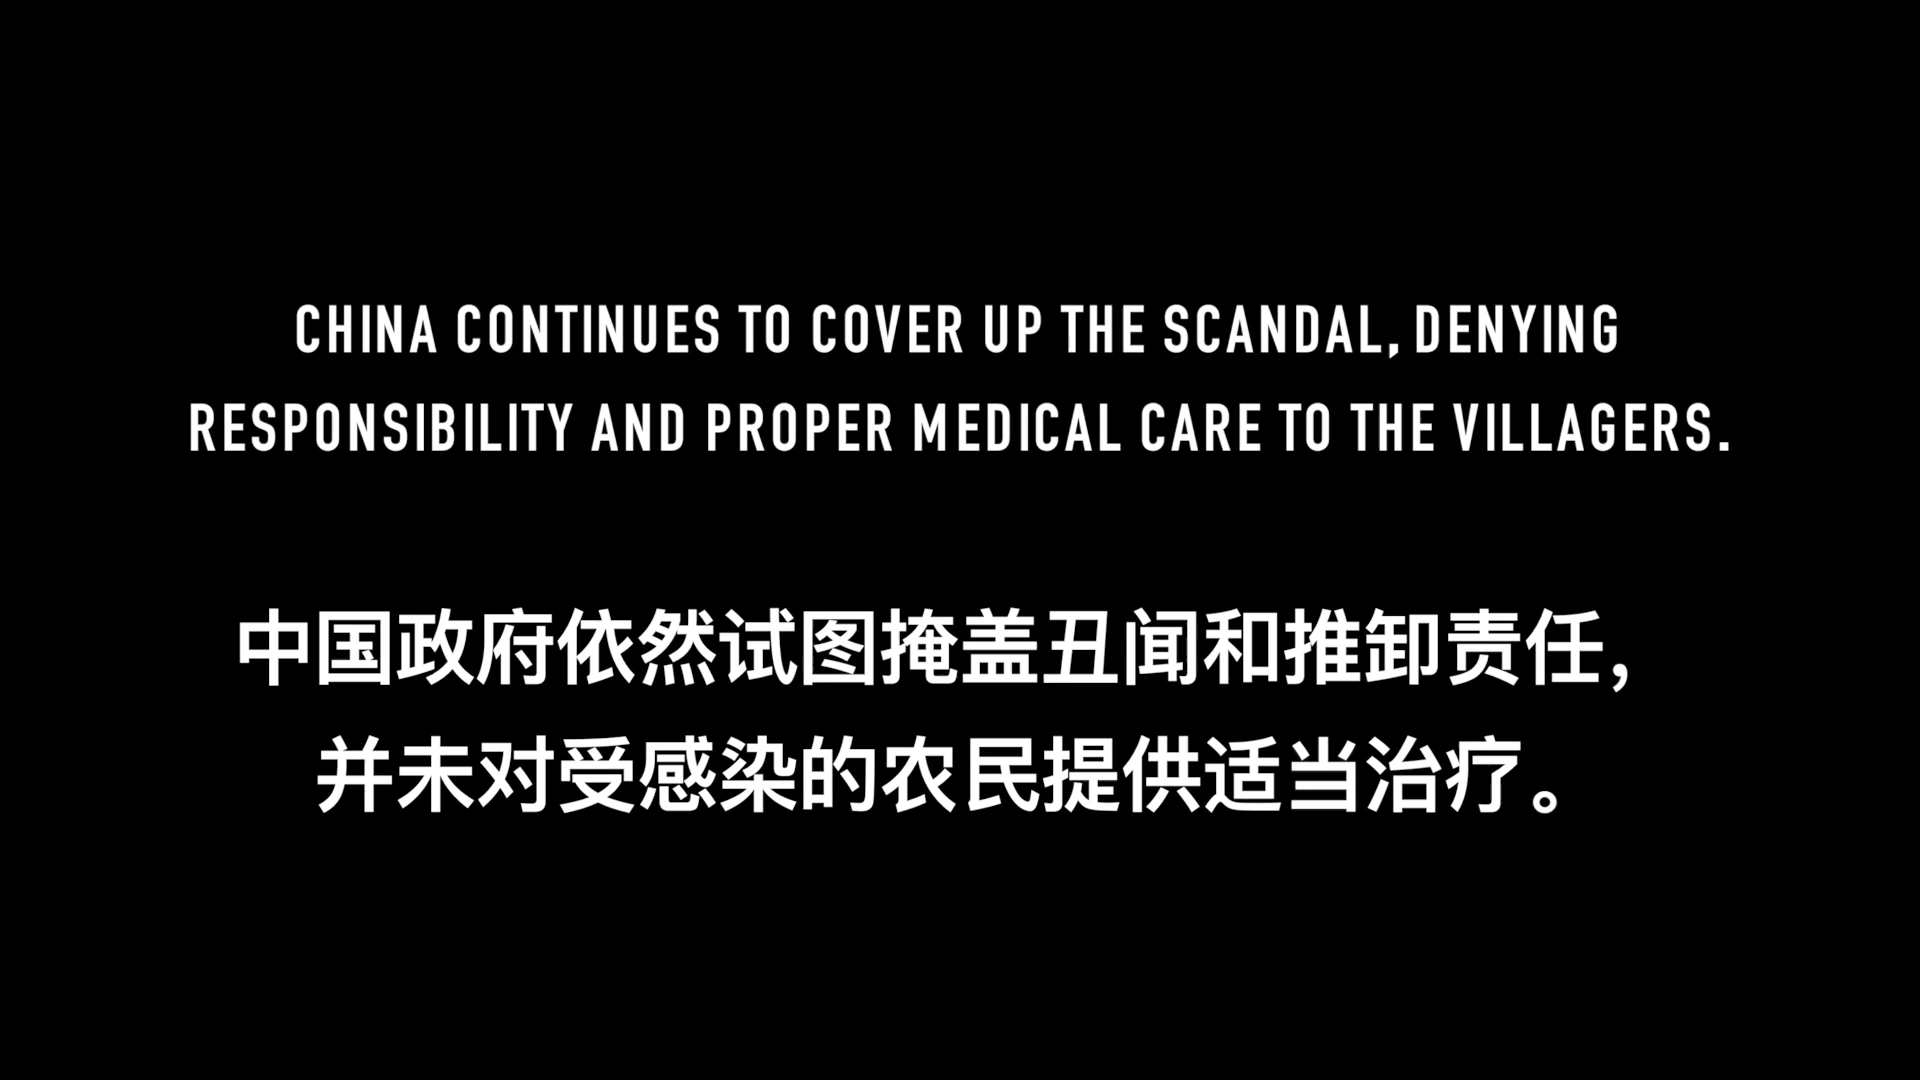 CHINA CONTINUES TO COVER UP THE SCANDAL, DENYING
RESPONSIBILITY AND PROPER MEDICAL CARE TO THE VILLAGERS.
中国政府依然试图掩盖丑闻和推卸责任，
并未对受感染的农民提供适当治疗。